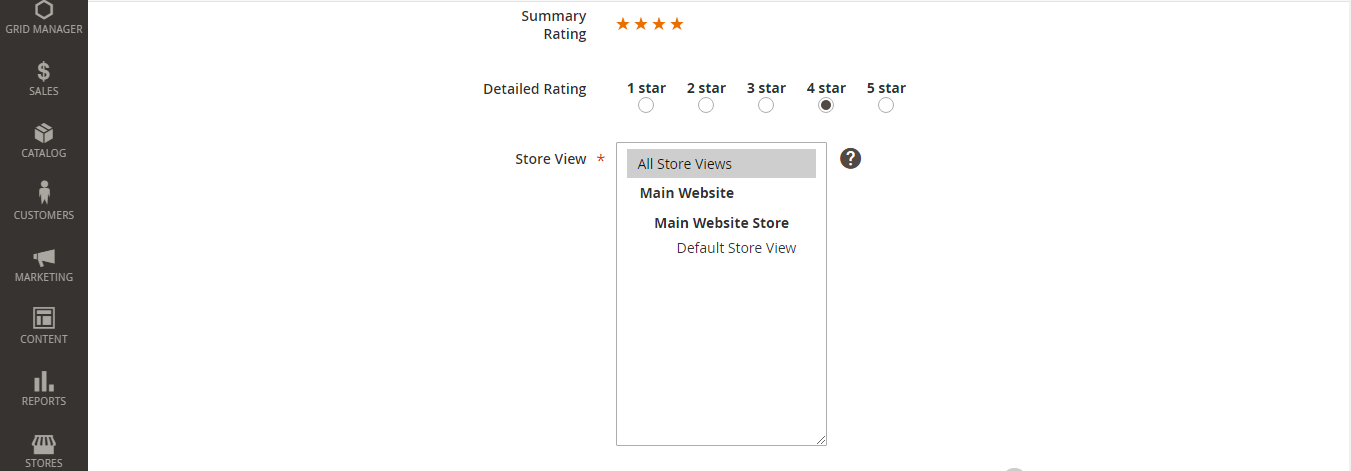 GRID MANAGER
SALES
CATALOG
CUSTOMERS
MARKETING
CONTENT
REPORTS
STORES
Summary
Rating
Detailed Rating
1 star 2 star 3 star 4 star 5 star
Store View *
All Store Views
Main Website
Main Website Store
Default Store View
?